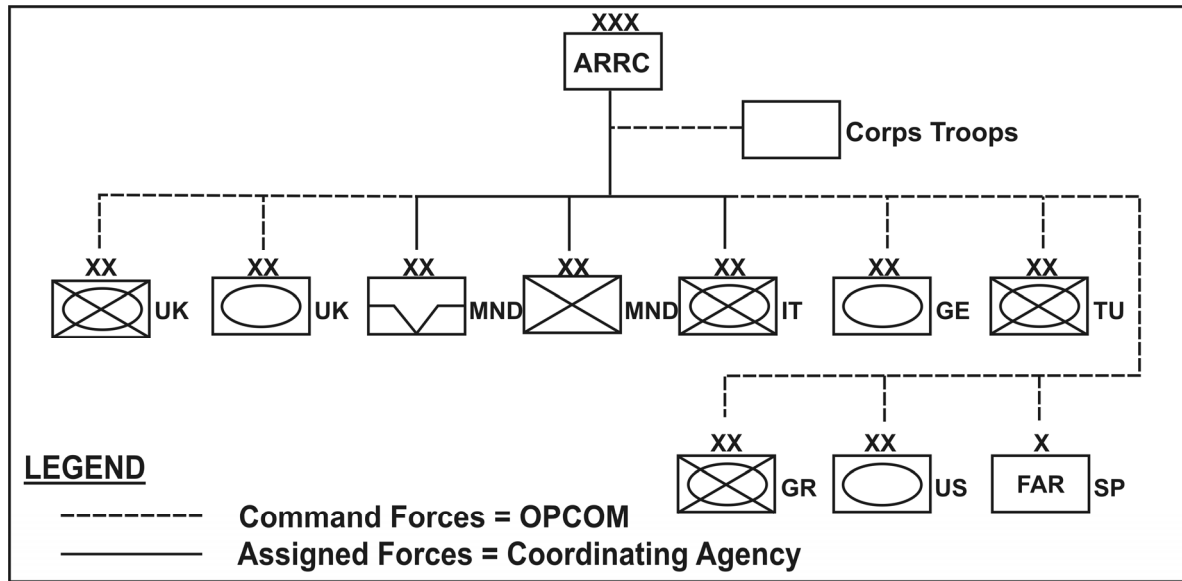 XXX
ARRC
Corps Troops
XX XX XX XX XX XX XX
UK UK MND MND IT GE TU
XX XX X
GR US FAR SP
LEGEND
Command Forces = OPCOM
Assigned Forces = Coordinating Agency